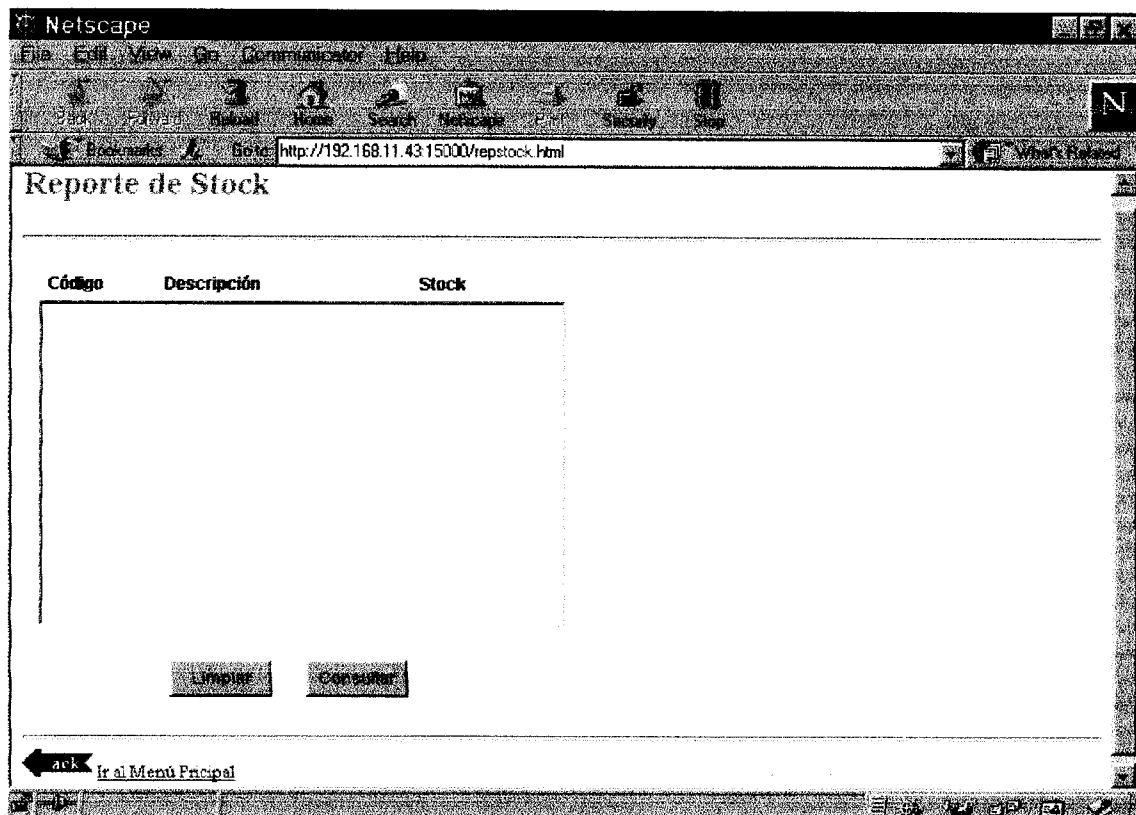 Netscape
File Edit View Go Communicator Help
Back Forward Reload Home Search Netscape Print Security Stop
N
Bookmarks Go to: http://192.168.11.43:15000/repstock.html What's Related
Reporte de Stock
Código Descripción Stock
Limpiar Consultar
ack Ir al Menú Pricipal